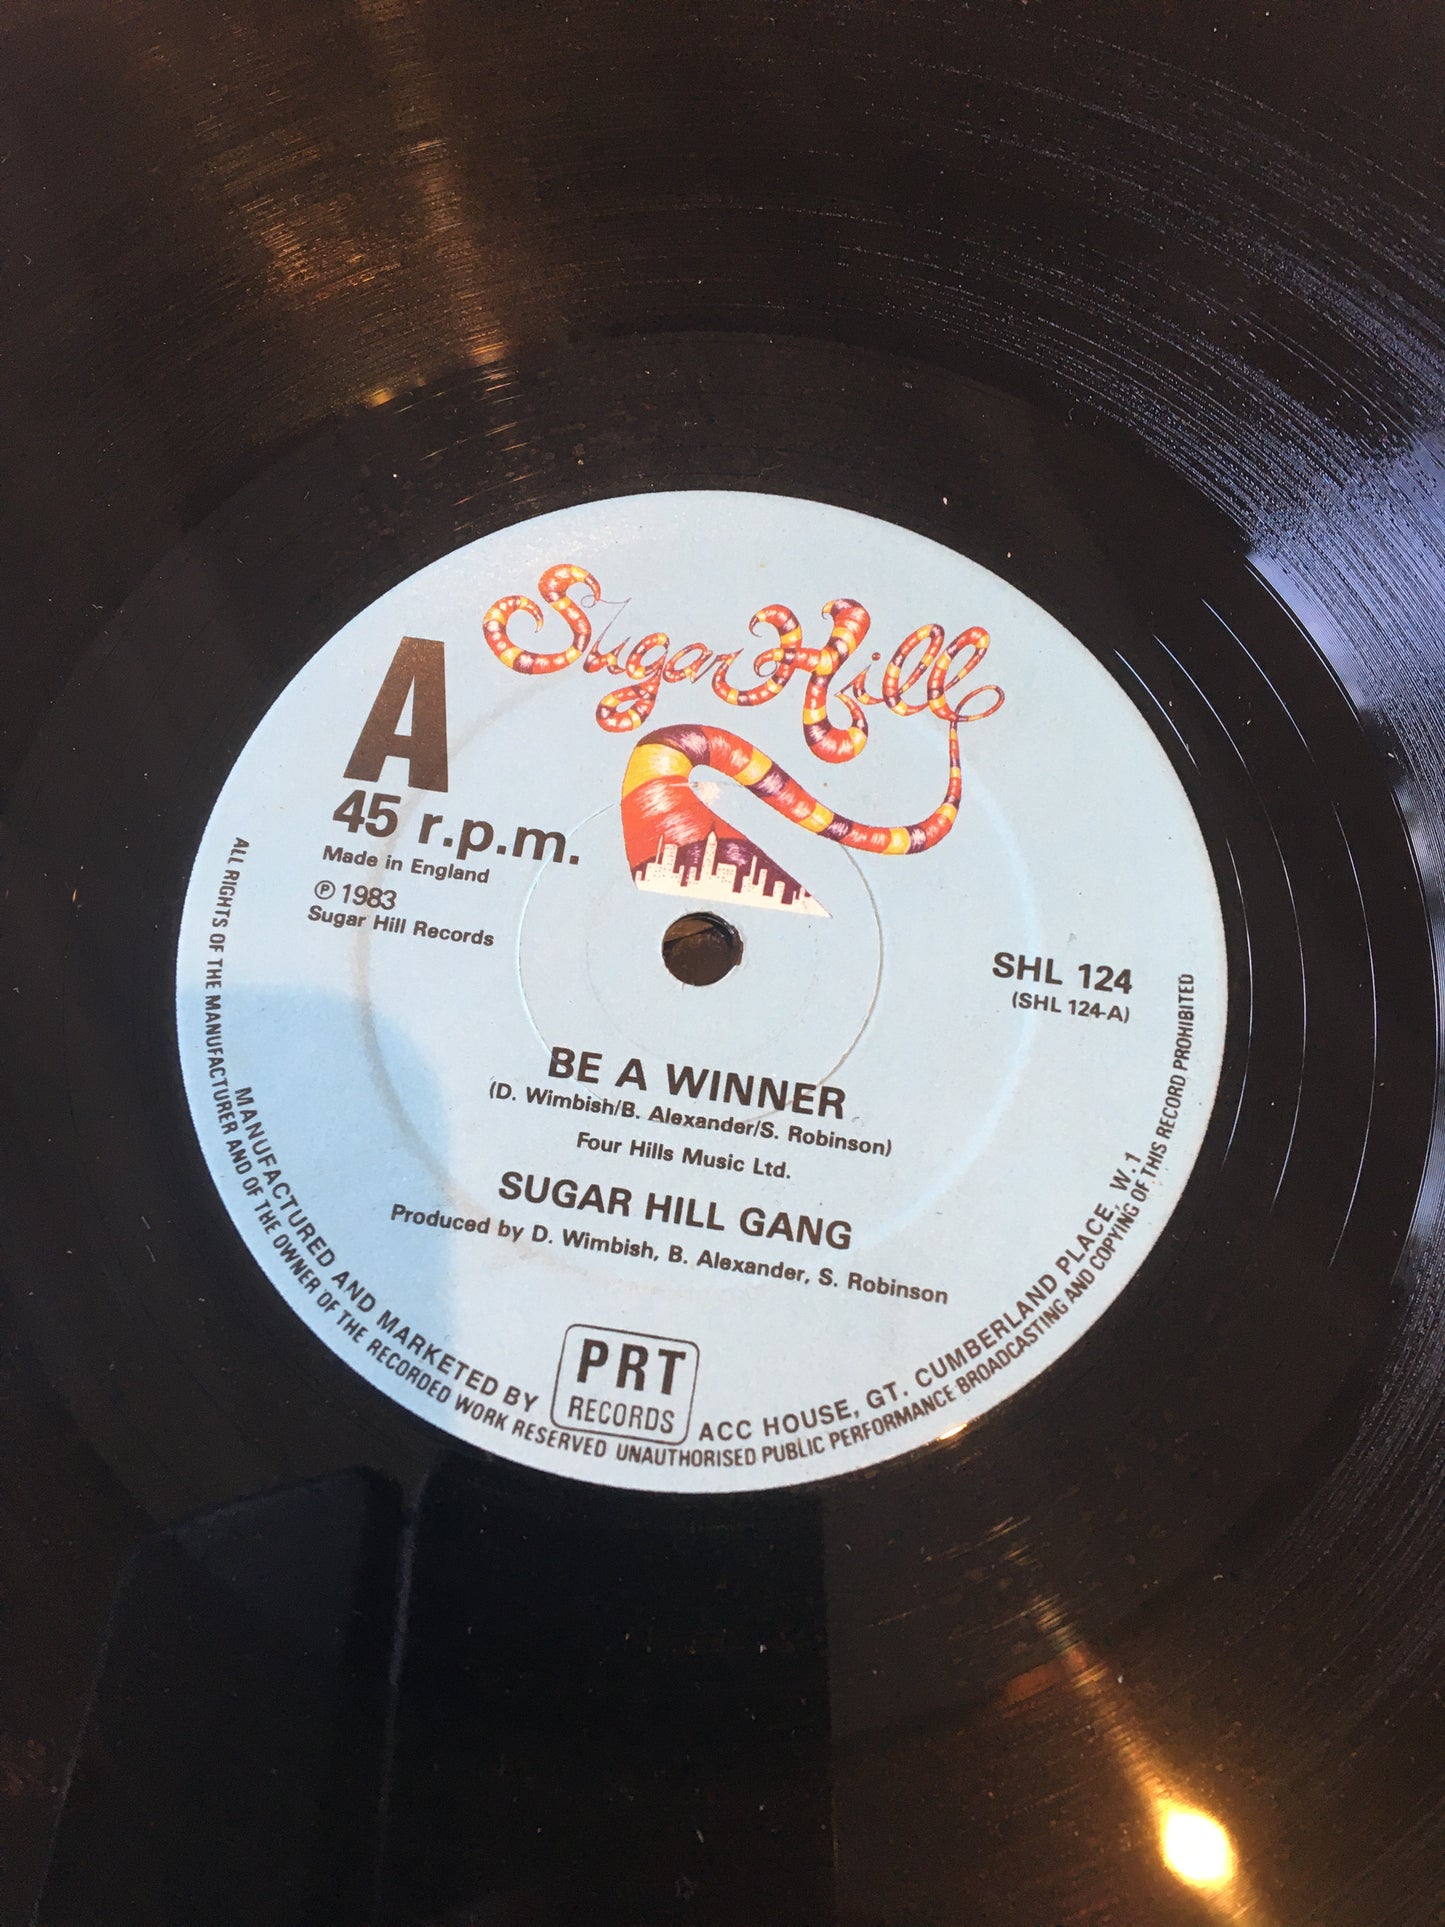 Sugar Hill
A
45 r.p.m.
Made in England
℗ 1983
Sugar Hill Records
SHL 124
(SHL 124-A)
BE A WINNER
(D. Wimbish/B. Alexander/S. Robinson)
Four Hills Music Ltd.
SUGAR HILL GANG
Produced by D. Wimbish, B. Alexander, S. Robinson
MANUFACTURED AND MARKETED BY PRT RECORDS ACC HOUSE, GT. CUMBERLAND PLACE, W.1
ALL RIGHTS OF THE MANUFACTURER AND OF THE OWNER OF THE RECORDED WORK RESERVED UNAUTHORISED PUBLIC PERFORMANCE BROADCASTING AND COPYING OF THIS RECORD PROHIBITED